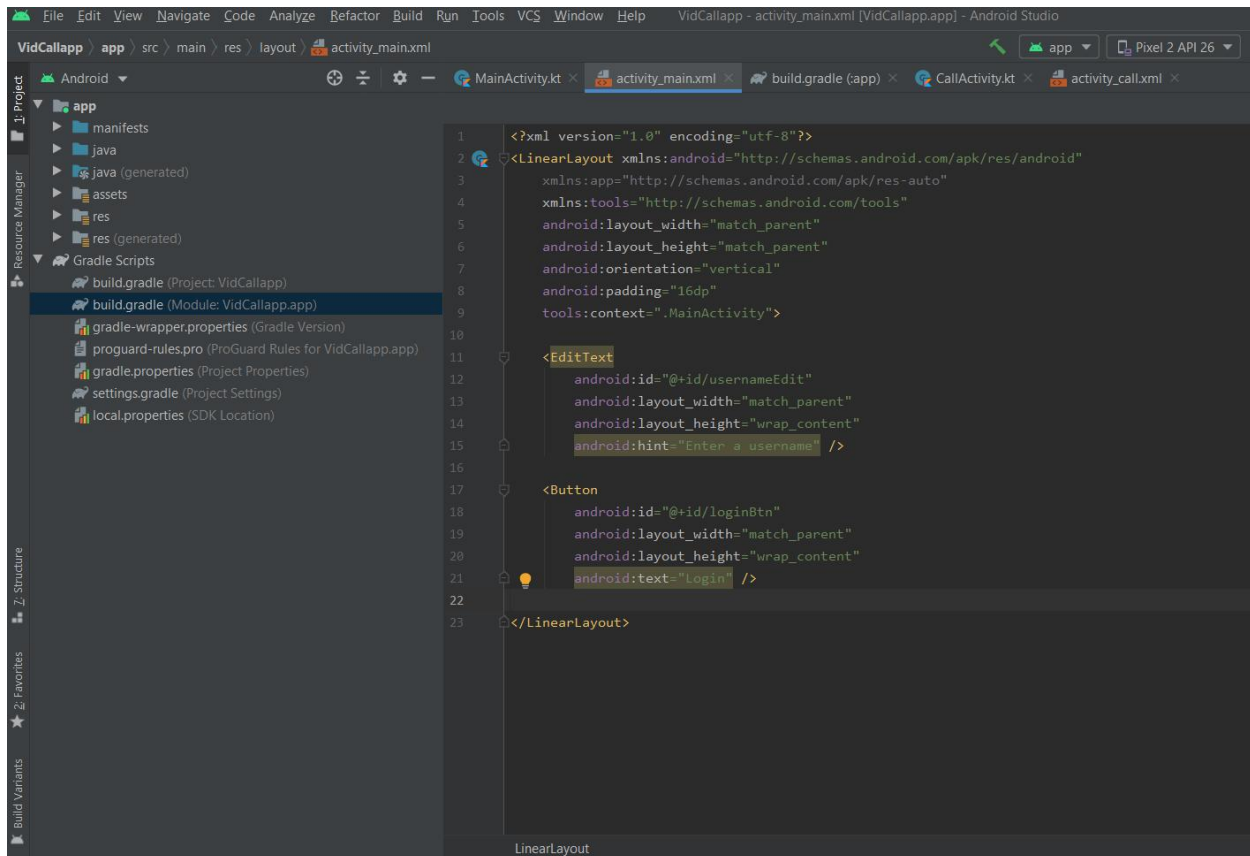 File Edit View Navigate Code Analyze Refactor Build Run Tools VCS Window Help VidCallapp - activity_main.xml [VidCallapp.app] - Android Studio
VidCallapp app src main res layout activity_main.xml app Pixel 2 API 26
Android
MainActivity.kt activity_main.xml build.gradle (:app) CallActivity.kt activity_call.xml
1: Project
Resource Manager
Z: Structure
2: Favorites
Build Variants
app
manifests
java
java (generated)
assets
res
res (generated)
Gradle Scripts
build.gradle (Project: VidCallapp)
build.gradle (Module: VidCallapp.app)
gradle-wrapper.properties (Gradle Version)
proguard-rules.pro (ProGuard Rules for VidCallapp.app)
gradle.properties (Project Properties)
settings.gradle (Project Settings)
local.properties (SDK Location)
1 <?xml version="1.0" encoding="utf-8"?>
2 <LinearLayout xmlns:android="http://schemas.android.com/apk/res/android"
3 xmlns:app="http://schemas.android.com/apk/res-auto"
4 xmlns:tools="http://schemas.android.com/tools"
5 android:layout_width="match_parent"
6 android:layout_height="match_parent"
7 android:orientation="vertical"
8 android:padding="16dp"
9 tools:context=".MainActivity">
10
11 <EditText
12 android:id="@+id/usernameEdit"
13 android:layout_width="match_parent"
14 android:layout_height="wrap_content"
15 android:hint="Enter a username" />
16
17 <Button
18 android:id="@+id/loginBtn"
19 android:layout_width="match_parent"
20 android:layout_height="wrap_content"
21 android:text="Login" />
22
23 </LinearLayout>
LinearLayout